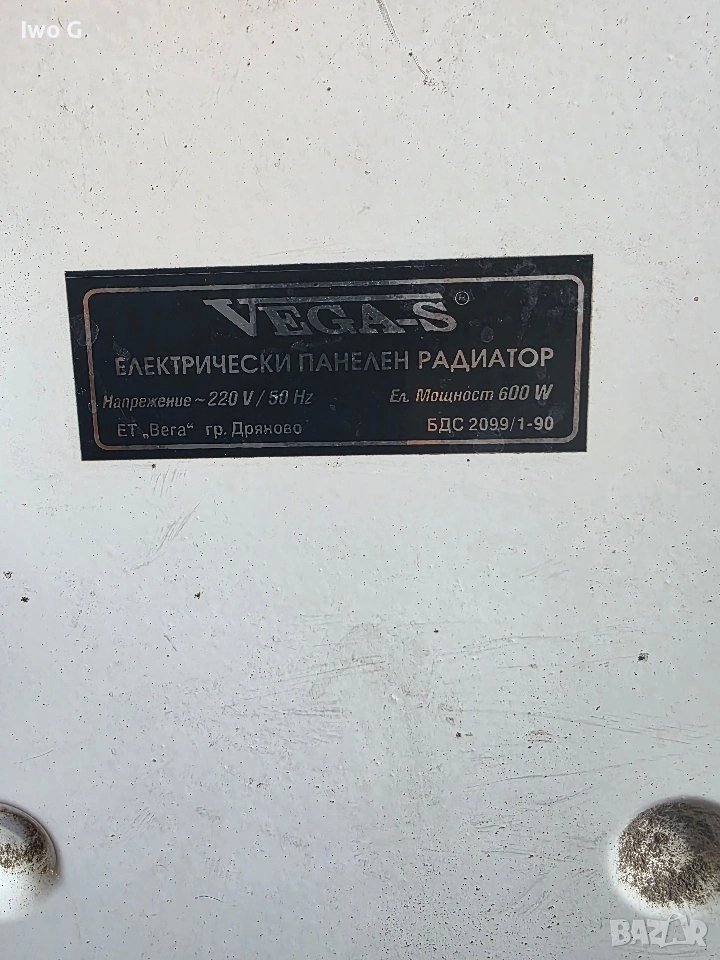 Iwo G.
VEGA-S ®
ЕЛЕКТРИЧЕСКИ ПАНЕЛЕН РАДИАТОР
Напрежение ~ 220 V / 50 Hz Ел. Мощност 600 W
ЕТ „Вега“ гр. Дряново БДС 2099/1-90
BAZAR